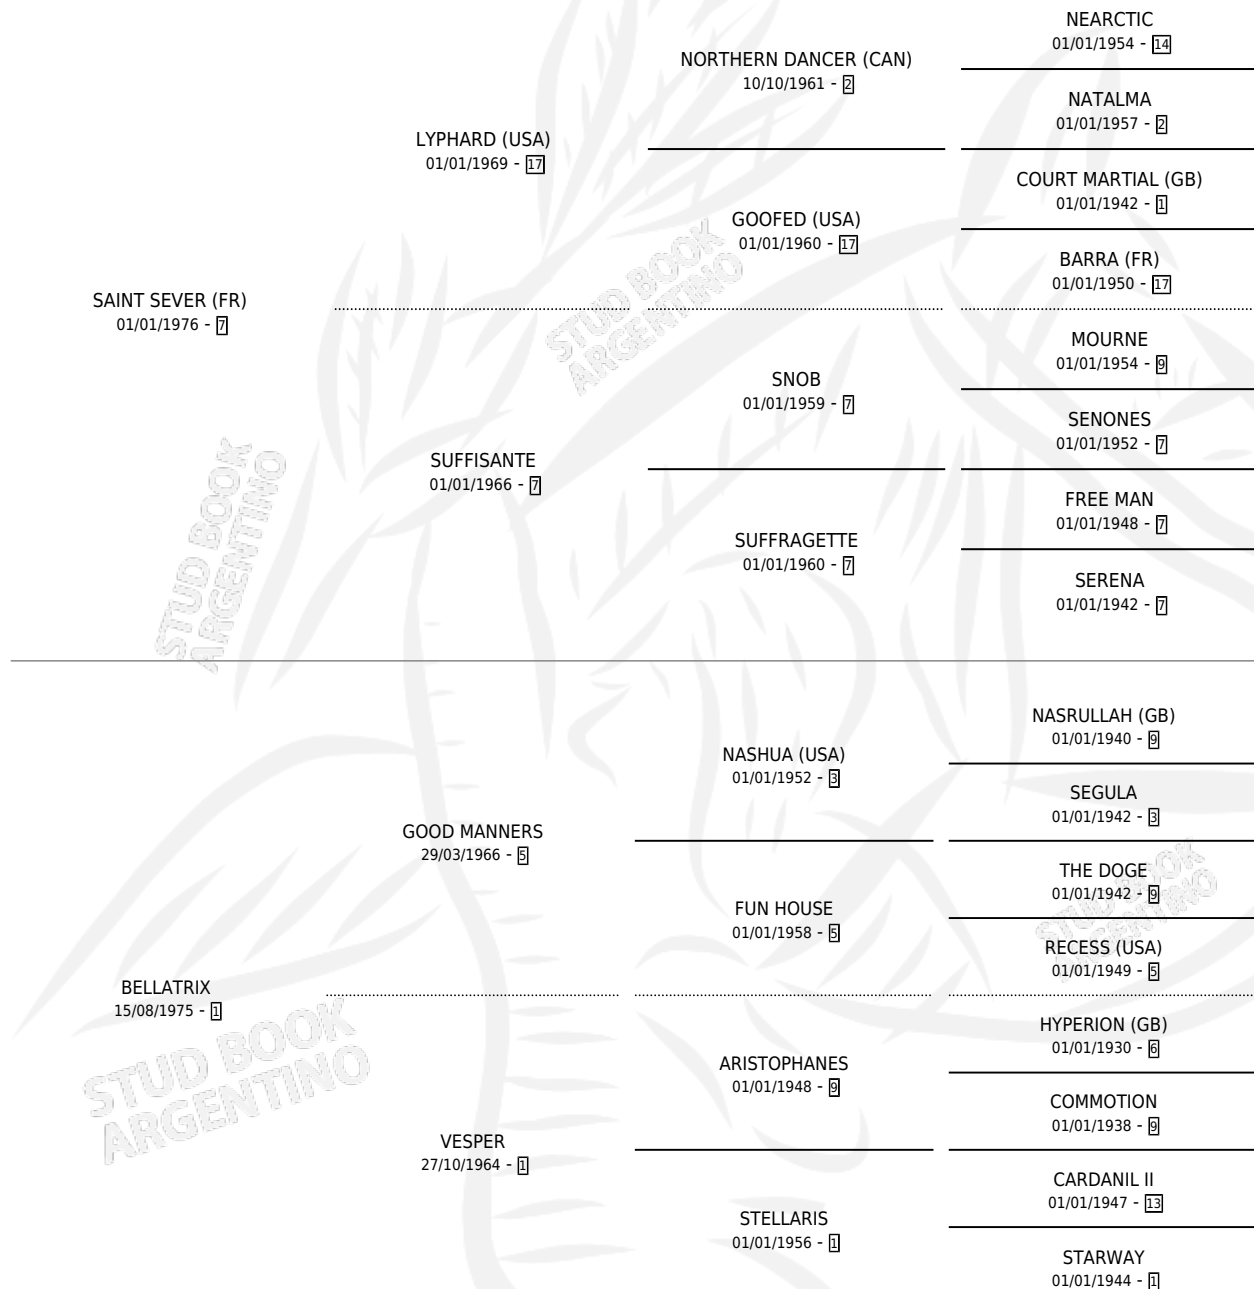 NEARCTIC
01/01/1954 - 14
NORTHERN DANCER (CAN)
10/10/1961 - 2
NATALMA
01/01/1957 - 2
LYPHARD (USA)
01/01/1969 - 17
COURT MARTIAL (GB)
01/01/1942 - 1
GOOFED (USA)
01/01/1960 - 17
BARRA (FR)
01/01/1950 - 17
SAINT SEVER (FR)
01/01/1976 - 7
STUD BOOK
ARGENTINO
MOURNE
01/01/1954 - 9
SNOB
01/01/1959 - 7
SENONES
01/01/1952 - 7
SUFFISANTE
01/01/1966 - 7
FREE MAN
01/01/1948 - 7
SUFFRAGETTE
01/01/1960 - 7
SERENA
01/01/1942 - 7
STUD BOOK
ARGENTINO
NASRULLAH (GB)
01/01/1940 - 9
NASHUA (USA)
01/01/1952 - 3
SEGULA
01/01/1942 - 3
GOOD MANNERS
29/03/1966 - 5
THE DOGE
01/01/1942 - 9
FUN HOUSE
01/01/1958 - 5
STUD BOOK
ARGENTINO
RECESS (USA)
01/01/1949 - 5
BELLATRIX
15/08/1975 - 1
HYPERION (GB)
01/01/1930 - 6
ARISTOPHANES
01/01/1948 - 9
STUD BOOK
ARGENTINO
COMMOTION
01/01/1938 - 9
VESPER
27/10/1964 - 1
CARDANIL II
01/01/1947 - 13
STELLARIS
01/01/1956 - 1
STARWAY
01/01/1944 - 1